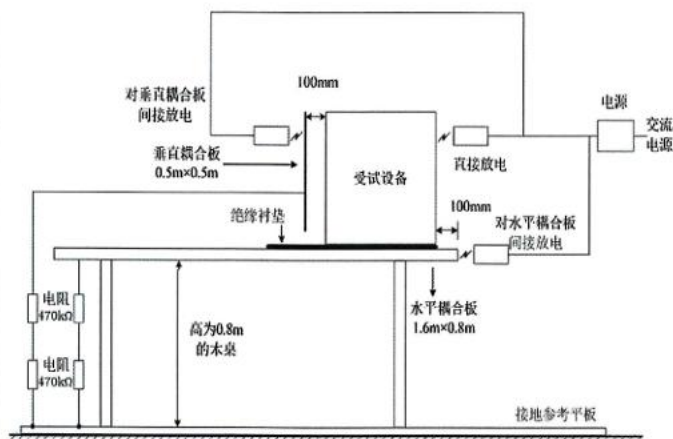 100mm
对垂直耦合板
间接放电
电源
交流
电源
垂直耦合板
0.5m×0.5m
受试设备
直接放电
100mm
绝缘衬垫
对水平耦合板
间接放电
电阻
470kΩ
高为0.8m
的木桌
水平耦合板
1.6m×0.8m
电阻
470kΩ
接地参考平板